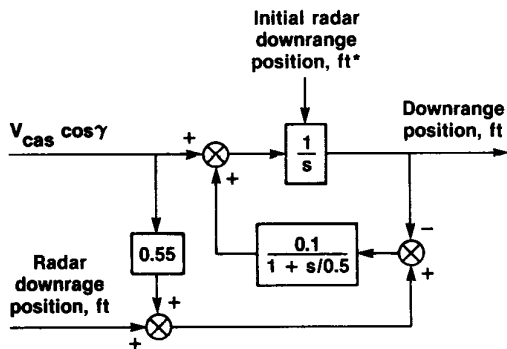 Initial radar
downrange
position, ft*
Downrange
position, ft
V_cas cosγ
+
+
1
s
−
0.55
0.1
1 + s/0.5
+
Radar
downrage
position, ft
+
+